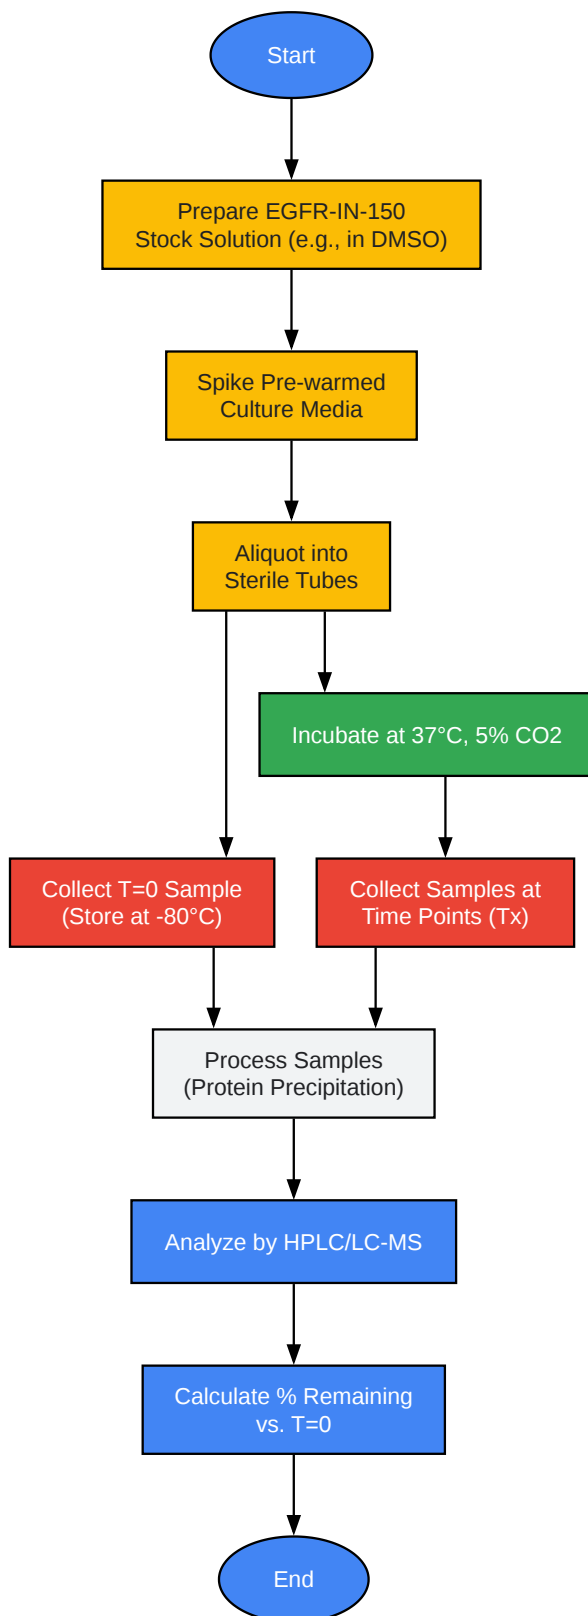 Start
Prepare EGFR-IN-150
Stock Solution (e.g., in DMSO)
Spike Pre-warmed
Culture Media
Aliquot into
Sterile Tubes
Incubate at 37°C, 5% CO2
Collect T=0 Sample
(Store at -80°C)
Collect Samples at
Time Points (Tx)
Process Samples
(Protein Precipitation)
Analyze by HPLC/LC-MS
Calculate % Remaining
vs. T=0
End